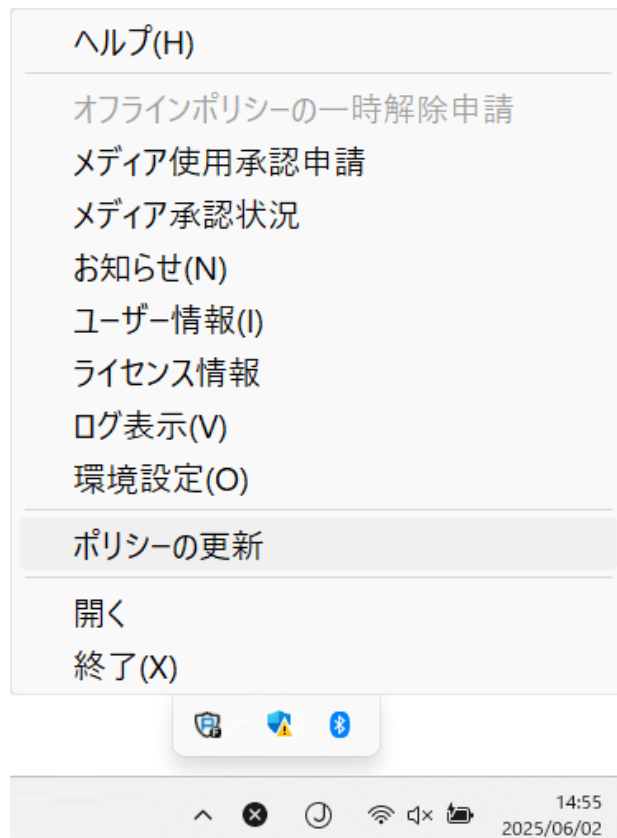 ヘルプ(H)
オフラインポリシーの一時解除申請
メディア使用承認申請
メディア承認状況
お知らせ(N)
ユーザー情報(I)
ライセンス情報
ログ表示(V)
環境設定(O)
ポリシーの更新
開く
終了(X)
14:55
2025/06/02